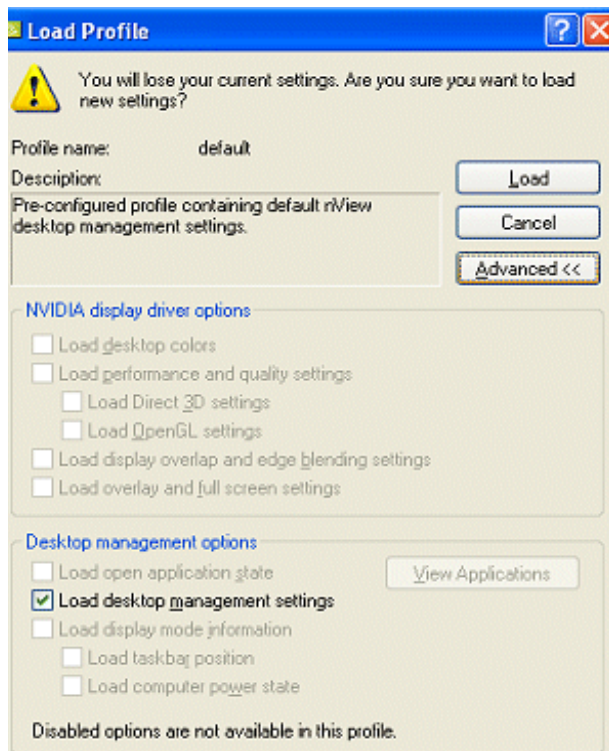 Load Profile
You will lose your current settings. Are you sure you want to load
new settings?
Profile name: default
Description:
Load
Pre-configured profile containing default nView
desktop management settings.
Cancel
Advanced <<
NVIDIA display driver options
Load desktop colors
Load performance and quality settings
Load Direct 3D settings
Load OpenGL settings
Load display overlap and edge blending settings
Load overlay and full screen settings
Desktop management options
Load open application state
View Applications
Load desktop management settings
Load display mode information
Load taskbar position
Load computer power state
Disabled options are not available in this profile.